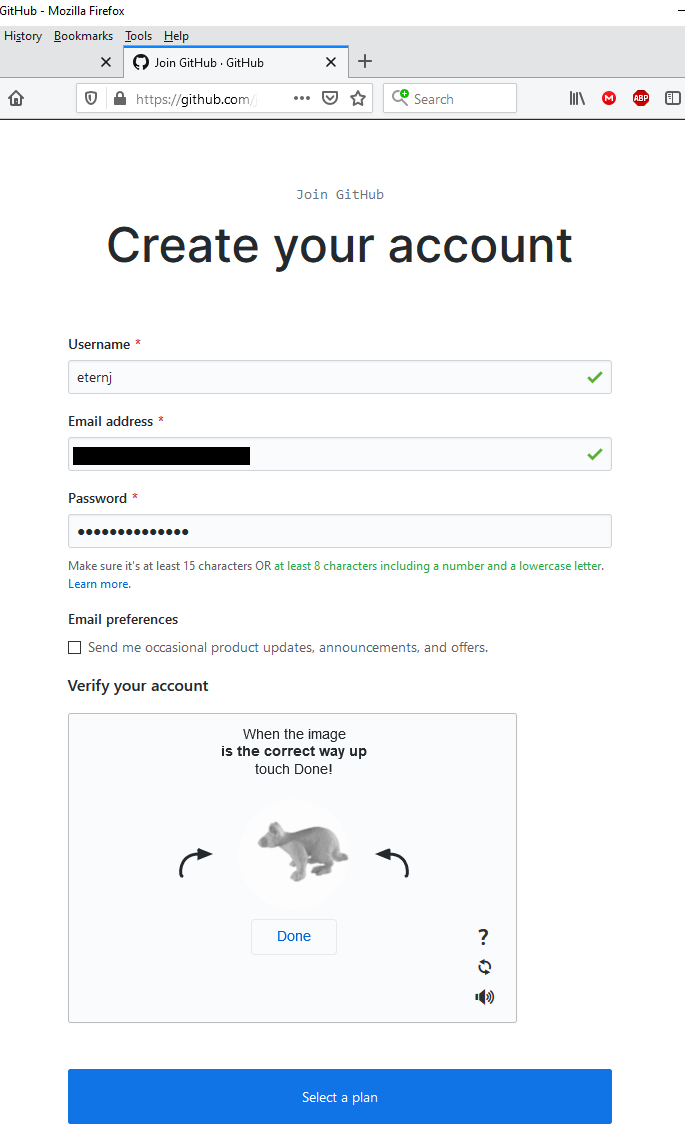 GitHub - Mozilla Firefox
History Bookmarks Tools Help
Join GitHub · GitHub
https://github.com/ Search
ABP
Join GitHub
Create your account
Username *
eternj
Email address *
Password *
Make sure it's at least 15 characters OR at least 8 characters including a number and a lowercase letter.
Learn more.
Email preferences
Send me occasional product updates, announcements, and offers.
Verify your account
When the image
is the correct way up
touch Done!
Done
?
Select a plan